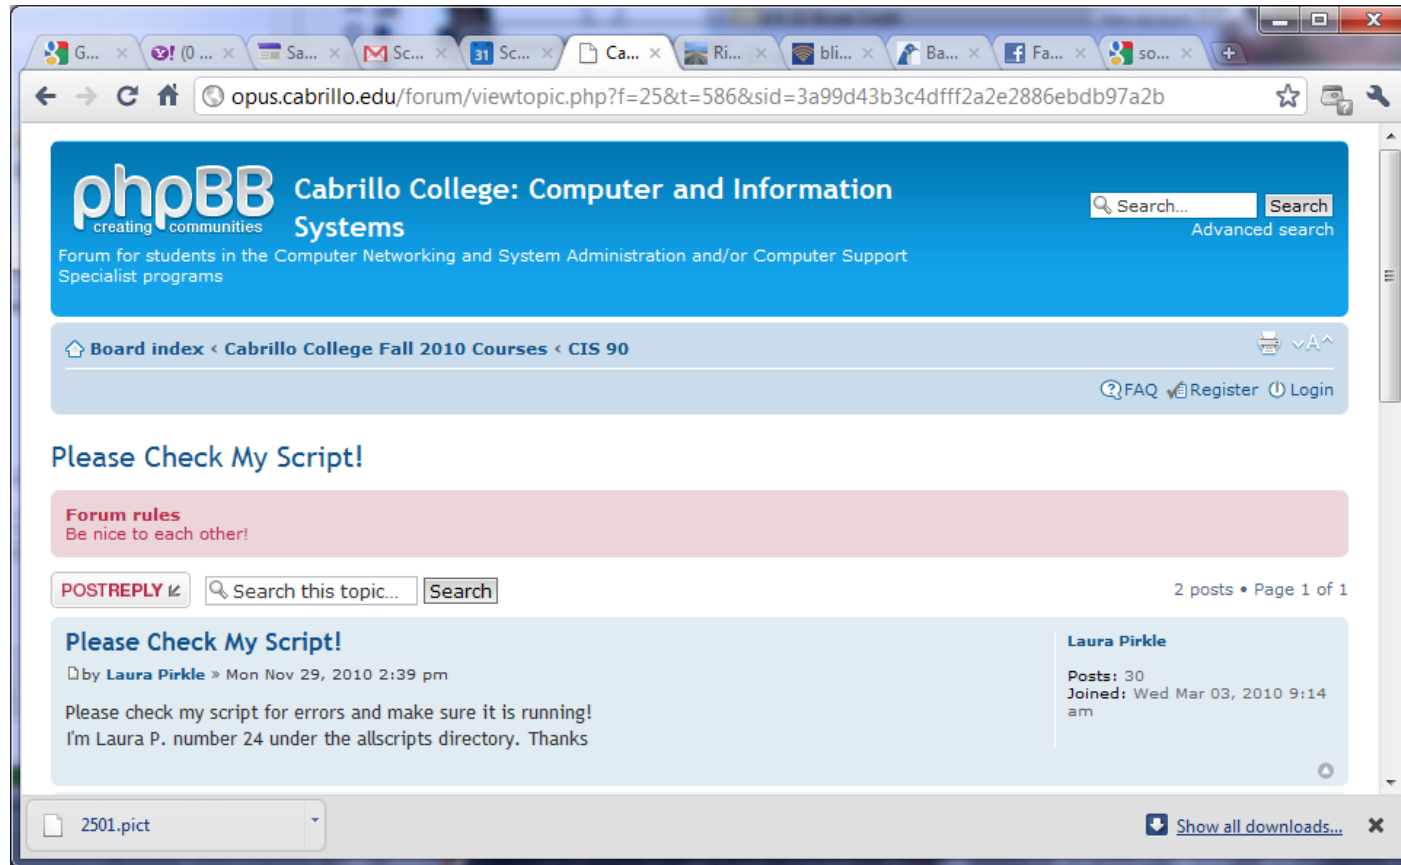 G...
(0 ...
Sa...
Sc...
31 Sc...
Ca...
Ri...
bli...
Ba...
Fa...
so...
opus.cabrillo.edu/forum/viewtopic.php?f=25&t=586&sid=3a99d43b3c4dfff2a2e2886ebdb97a2b
phpBB
creating communities
Cabrillo College: Computer and Information
Systems
Forum for students in the Computer Networking and System Administration and/or Computer Support
Specialist programs
Search... Search
Advanced search
Board index ‹ Cabrillo College Fall 2010 Courses ‹ CIS 90
A
FAQ Register Login
Please Check My Script!
Forum rules
Be nice to each other!
POSTREPLY Search this topic... Search
2 posts • Page 1 of 1
Please Check My Script!
by Laura Pirkle » Mon Nov 29, 2010 2:39 pm
Please check my script for errors and make sure it is running!
I'm Laura P. number 24 under the allscripts directory. Thanks
Laura Pirkle
Posts: 30
Joined: Wed Mar 03, 2010 9:14
am
2501.pict
Show all downloads...